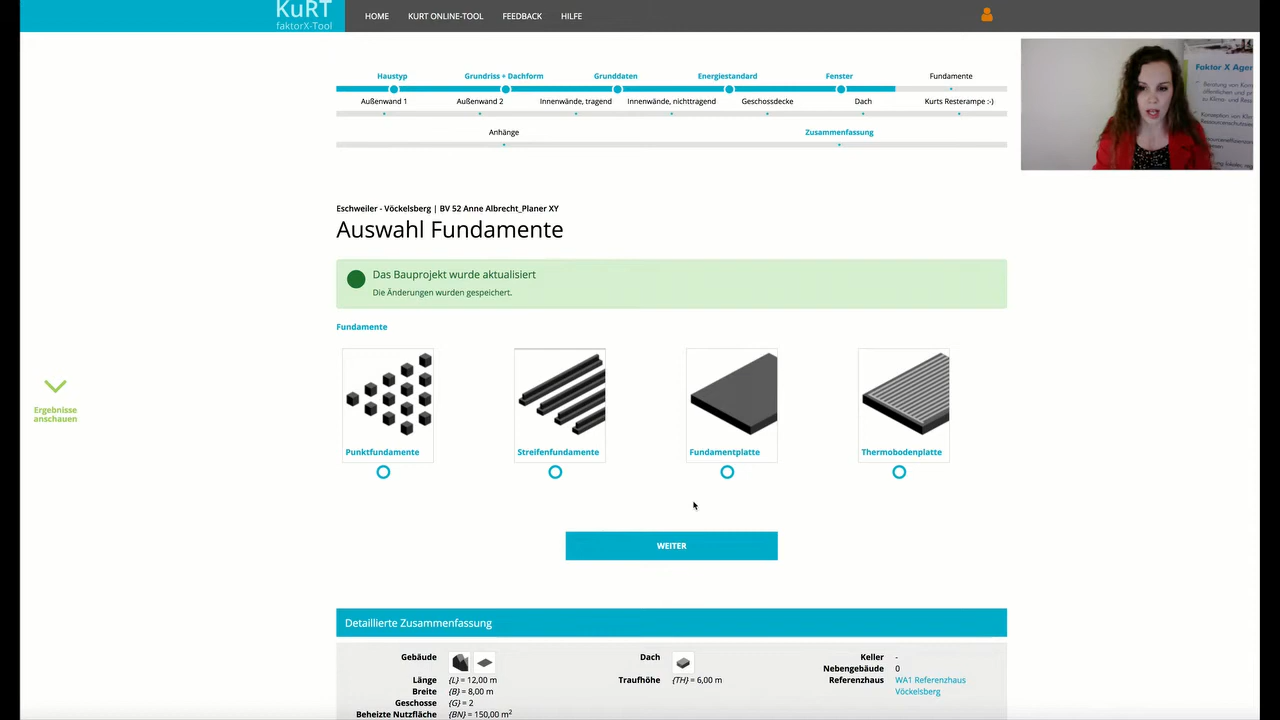 KuRT
faktorX-Tool
HOME
KURT ONLINE-TOOL
FEEDBACK
HILFE
Haustyp
Grundriss + Dachform
Grunddaten
Energiestandard
Fenster
Fundamente
Außenwand 1
Außenwand 2
Innenwände, tragend
Innenwände, nichttragend
Geschossdecke
Dach
Kurts Resterampe :-)
Anhänge
Zusammenfassung
Faktor X Agen
Eschweiler - Vöckelsberg | BV 52 Anne Albrecht_Planer XY
Auswahl Fundamente
Das Bauprojekt wurde aktualisiert
Die Änderungen wurden gespeichert.
Fundamente
Ergebnisse
anschauen
Punktfundamente
Streifenfundamente
Fundamentplatte
Thermobodenplatte
WEITER
Detaillierte Zusammenfassung
Gebäude
Länge (L) = 12,00 m
Breite (B) = 8,00 m
Geschosse (G) = 2
Beheizte Nutzfläche (BN) = 150,00 m²
Dach
Traufhöhe (TH) = 6,00 m
Keller -
Nebengebäude 0
Referenzhaus WA1 Referenzhaus
Vöckelsberg